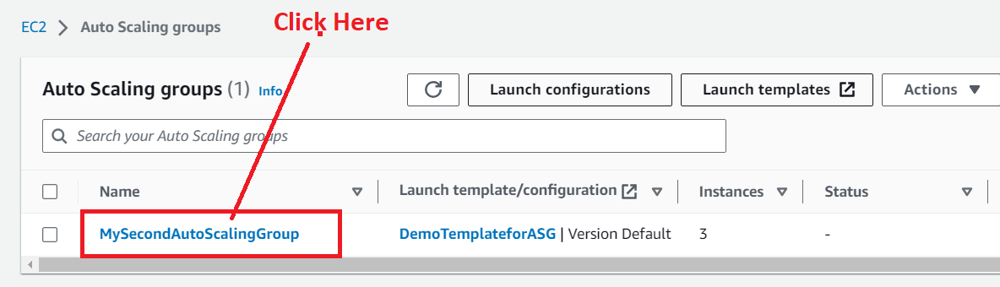 Click Here
EC2 > Auto Scaling groups
Auto Scaling groups (1) Info
Launch configurations
Launch templates
Actions
Search your Auto Scaling groups
Name Launch template/configuration Instances Status
MySecondAutoScalingGroup DemoTemplateforASG | Version Default 3 -